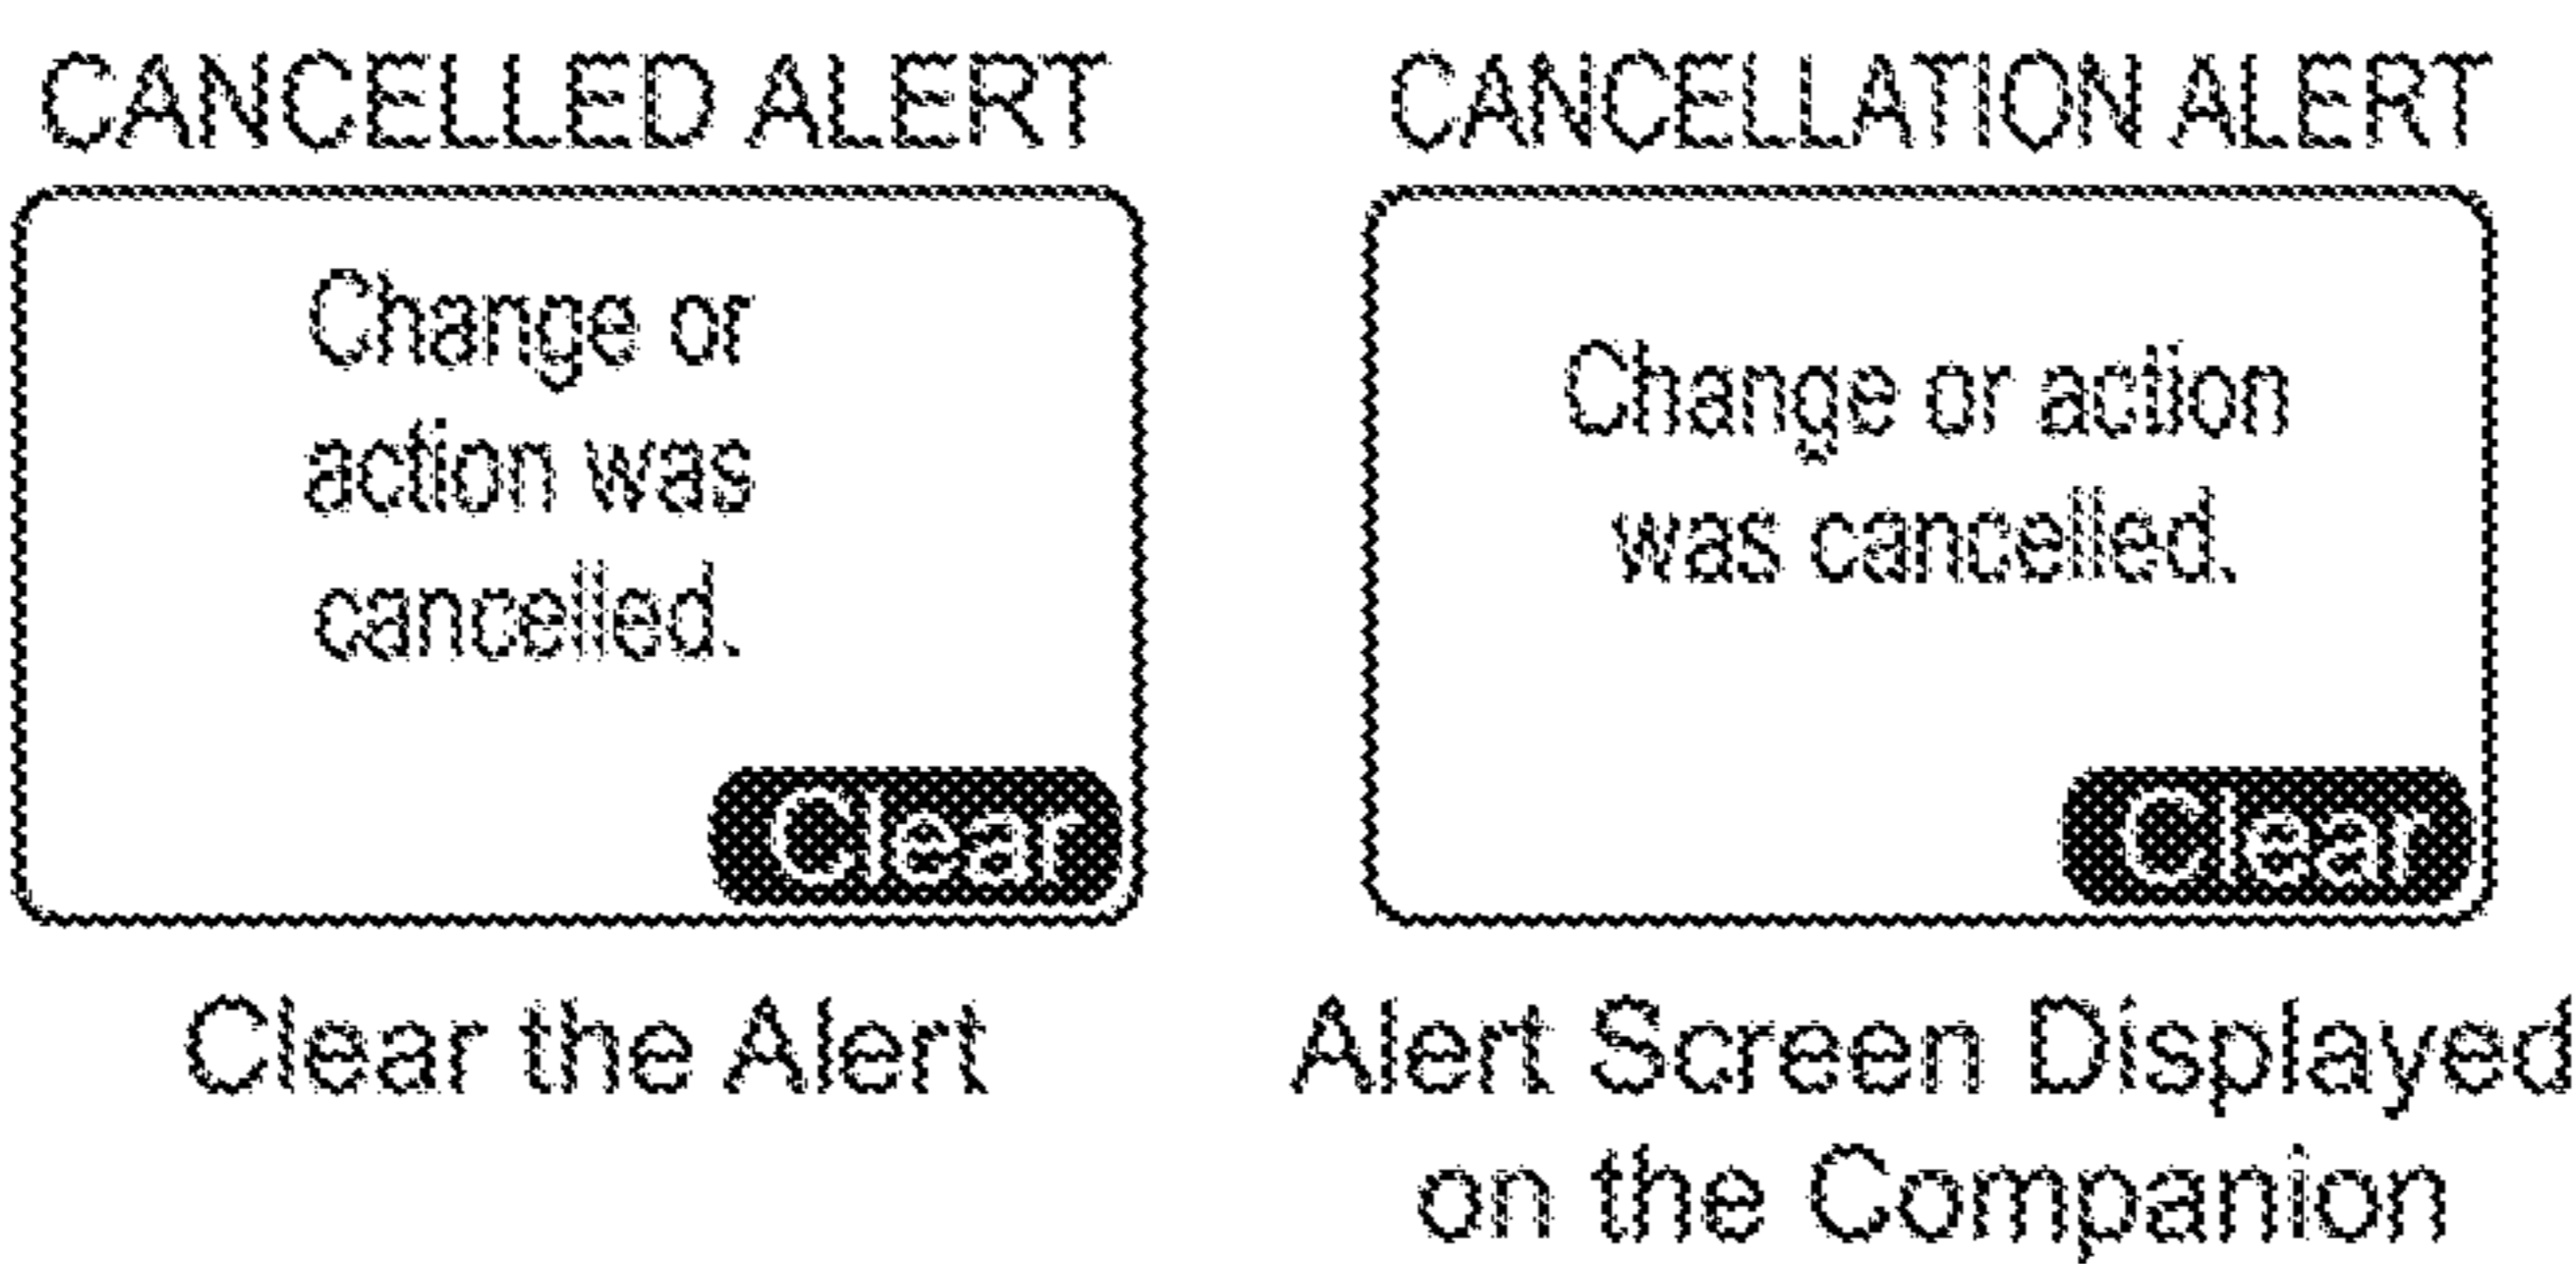 CANCELLED ALERT
Change or
action was
cancelled.
Clear
Clear the Alert
CANCELLATION ALERT
Change or action
was cancelled.
Clear
Alert Screen Displayed
on the Companion